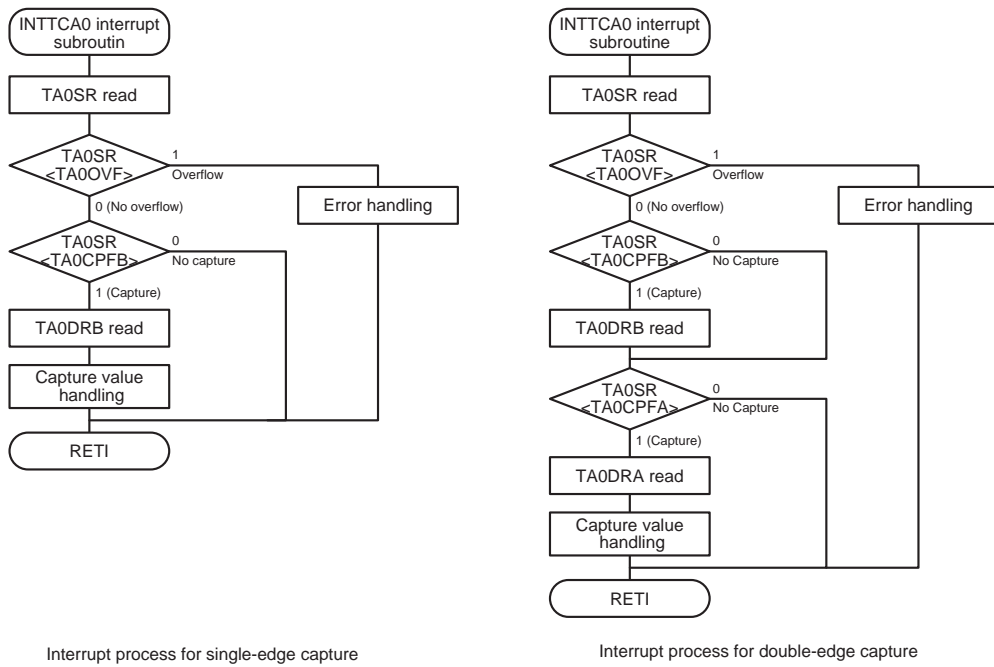 INTTCA0 interrupt
subroutin
TA0SR read
TA0SR
<TA0OVF>
1
Overflow
Error handling
0 (No overflow)
TA0SR
<TA0CPFB>
0
No capture
1 (Capture)
TA0DRB read
Capture value
handling
RETI
Interrupt process for single-edge capture
INTTCA0 interrupt
subroutine
TA0SR read
TA0SR
<TA0OVF>
1
Overflow
Error handling
0 (No overflow)
TA0SR
<TA0CPFB>
0
No Capture
1 (Capture)
TA0DRB read
TA0SR
<TA0CPFA>
0
No Capture
1 (Capture)
TA0DRA read
Capture value
handling
RETI
Interrupt process for double-edge capture